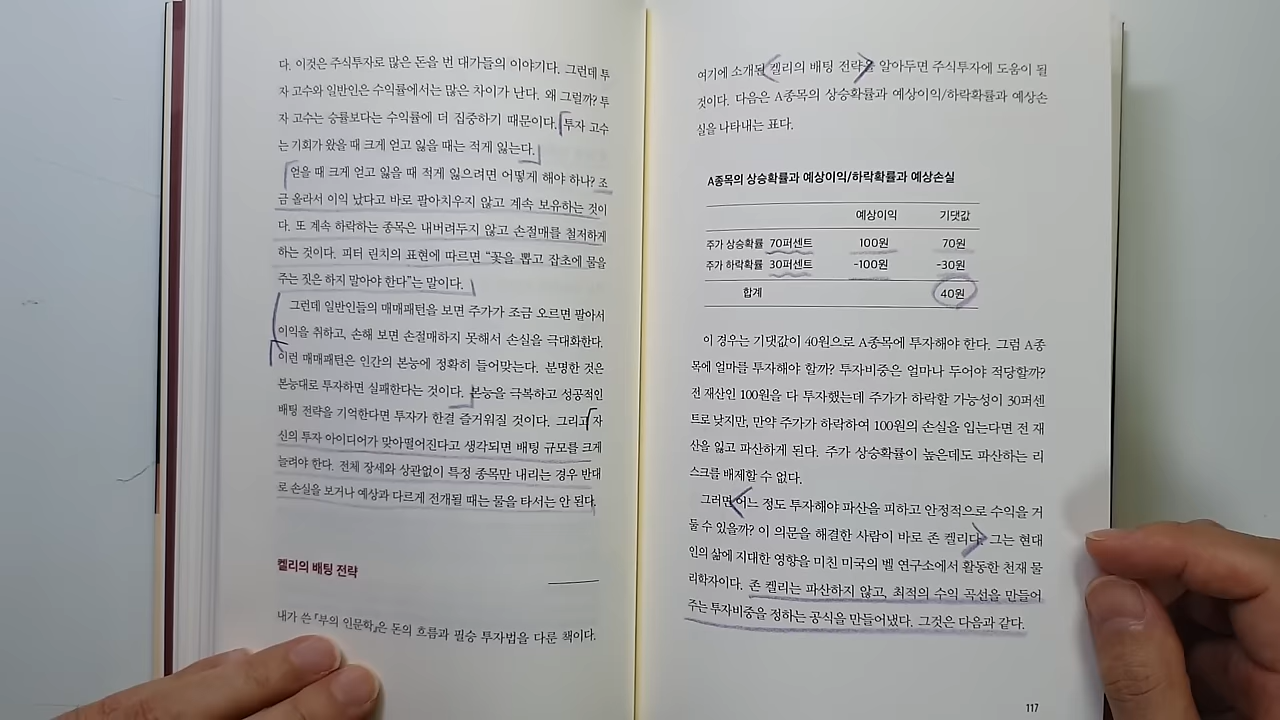 다. 이것은 주식투자로 많은 돈을 번 대가들의 이야기다. 그런데 투
자 고수와 일반인은 수익률에서는 많은 차이가 난다. 왜 그럴까? 투
자 고수는 승률보다는 수익률에 더 집중하기 때문이다. 투자 고수
는 기회가 왔을 때 크게 얻고 잃을 때는 적게 잃는다.
얻을 때 크게 얻고 잃을 때 적게 잃으려면 어떻게 해야 하나? 조
금 올라서 이익 났다고 바로 팔아치우지 않고 계속 보유하는 것이
다. 또 계속 하락하는 종목은 내버려두지 않고 손절매를 철저하게
하는 것이다. 피터 린치의 표현에 따르면 “꽃을 뽑고 잡초에 물을
주는 짓은 하지 말아야 한다”는 말이다.
그런데 일반인들의 매매패턴을 보면 주가가 조금 오르면 팔아서
이익을 취하고, 손해 보면 손절매하지 못해서 손실을 극대화한다.
이런 매매패턴은 인간의 본능에 정확히 들어맞는다. 분명한 것은
본능대로 투자하면 실패한다는 것이다. 본능을 극복하고 성공적인
배팅 전략을 기억한다면 투자가 한결 즐거워질 것이다. 그리고 자
신의 투자 아이디어가 맞아떨어진다고 생각되면 배팅 규모를 크게
늘려야 한다. 전체 장세와 상관없이 특정 종목만 내리는 경우 반대
로 손실을 보거나 예상과 다르게 전개될 때는 물을 타서는 안 된다.
켈리의 배팅 전략
내가 쓴 『부의 인문학』은 돈의 흐름과 필승 투자법을 다룬 책이다.
여기에 소개된 켈리의 배팅 전략을 알아두면 주식투자에 도움이 될
것이다. 다음은 A종목의 상승확률과 예상이익/하락확률과 예상손
실을 나타내는 표다.
A종목의 상승확률과 예상이익/하락확률과 예상손실
예상이익 기댓값
주가 상승확률 70퍼센트 100원 70원
주가 하락확률 30퍼센트 -100원 -30원
합계 40원
이 경우는 기댓값이 40원으로 A종목에 투자해야 한다. 그럼 A종
목에 얼마를 투자해야 할까? 투자비중은 얼마나 두어야 적당할까?
전 재산인 100원을 다 투자했는데 주가가 하락할 가능성이 30퍼센
트로 낮지만, 만약 주가가 하락하여 100원의 손실을 입는다면 전 재
산을 잃고 파산하게 된다. 주가 상승확률이 높은데도 파산하는 리
스크를 배제할 수 없다.
그러면 어느 정도 투자해야 파산을 피하고 안정적으로 수익을 거
둘 수 있을까? 이 의문을 해결한 사람이 바로 존 켈리다. 그는 현대
인의 삶에 지대한 영향을 미친 미국의 벨 연구소에서 활동한 천재 물
리학자이다. 존 켈리는 파산하지 않고, 최적의 수익 곡선을 만들어
주는 투자비중을 정하는 공식을 만들어냈다. 그것은 다음과 같다.
117